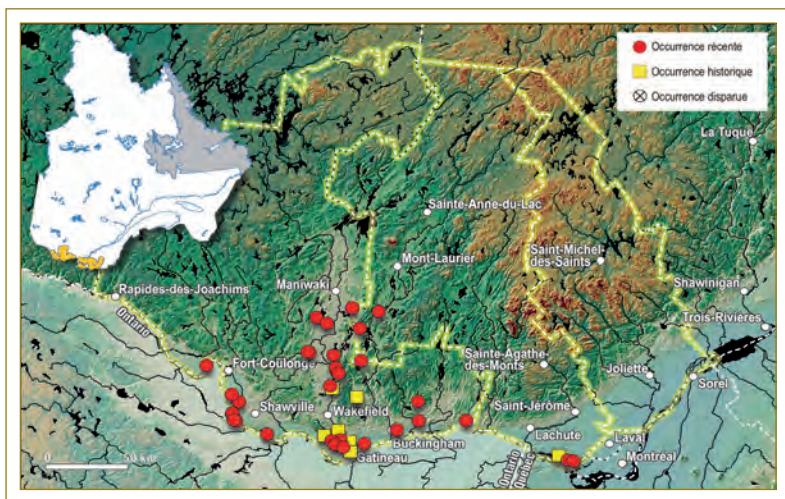 Occurrence récente
Occurrence historique
Occurrence disparue
La Tuque
Sainte-Anne-du-Lac
Saint-Michel
des-Saints
Mont-Laurier
Maniwaki
Rapides-des-Joachims
Shawinigan
Trois-Rivières
Ontario
Fort-Coulonge
Sainte-Agathe
des-Monts
Joliette
Sorel
Shawville
Wakefield
Saint-Jérôme
Lachute
Laval
Buckingham
Gatineau
Montréal
Ontario
Québec
0 50 km